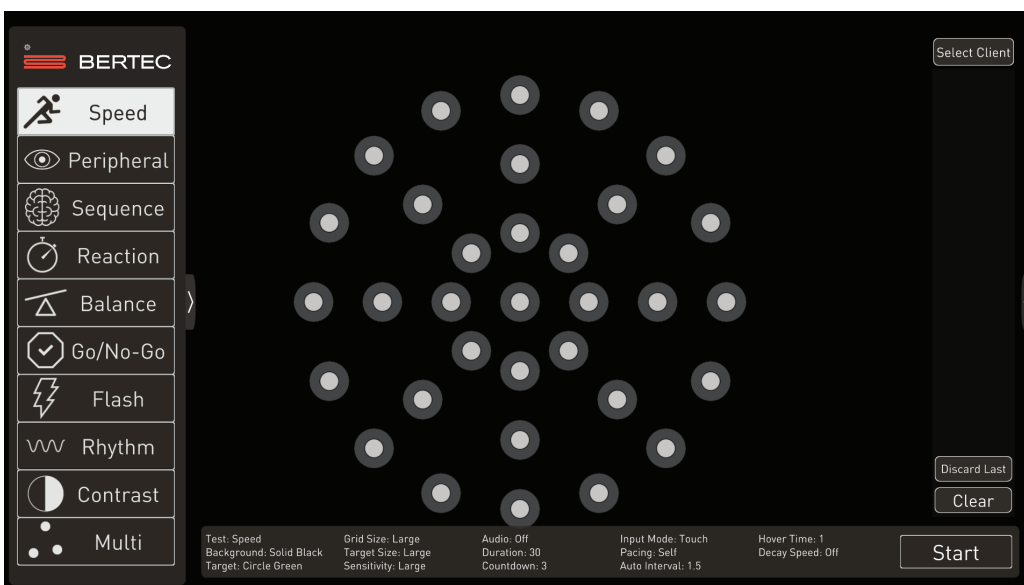 BERTEC
Speed
Peripheral
Sequence
Reaction
Balance
Go/No-Go
Flash
Rhythm
Contrast
Multi
Select Client
Discard Last
Clear
Test: Speed
Background: Solid Black
Target: Circle Green
Grid Size: Large
Target Size: Large
Sensitivity: Large
Audio: Off
Duration: 30
Countdown: 3
Input Mode: Touch
Pacing: Self
Auto Interval: 1.5
Hover Time: 1
Decay Speed: Off
Start